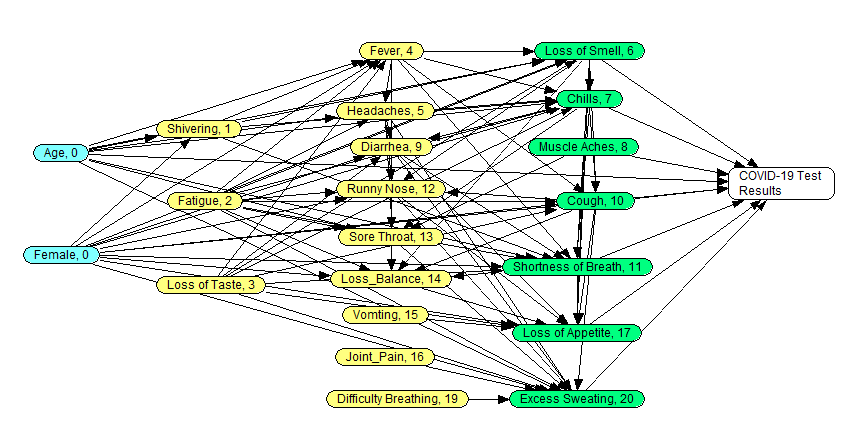 Fever, 4
Loss of Smell, 6
Chills, 7
Headaches, 5
Shivering, 1
Age, 0
Diarrhea, 9
Muscle Aches, 8
COVID-19 Test
Results
Runny Nose, 12
Fatigue, 2
Cough, 10
Sore Throat, 13
Female, 0
Shortness of Breath, 11
Loss of Taste, 3
Loss_Balance, 14
Vomting, 15
Loss of Appetite, 17
Joint_Pain, 16
Difficulty Breathing, 19
Excess Sweating, 20